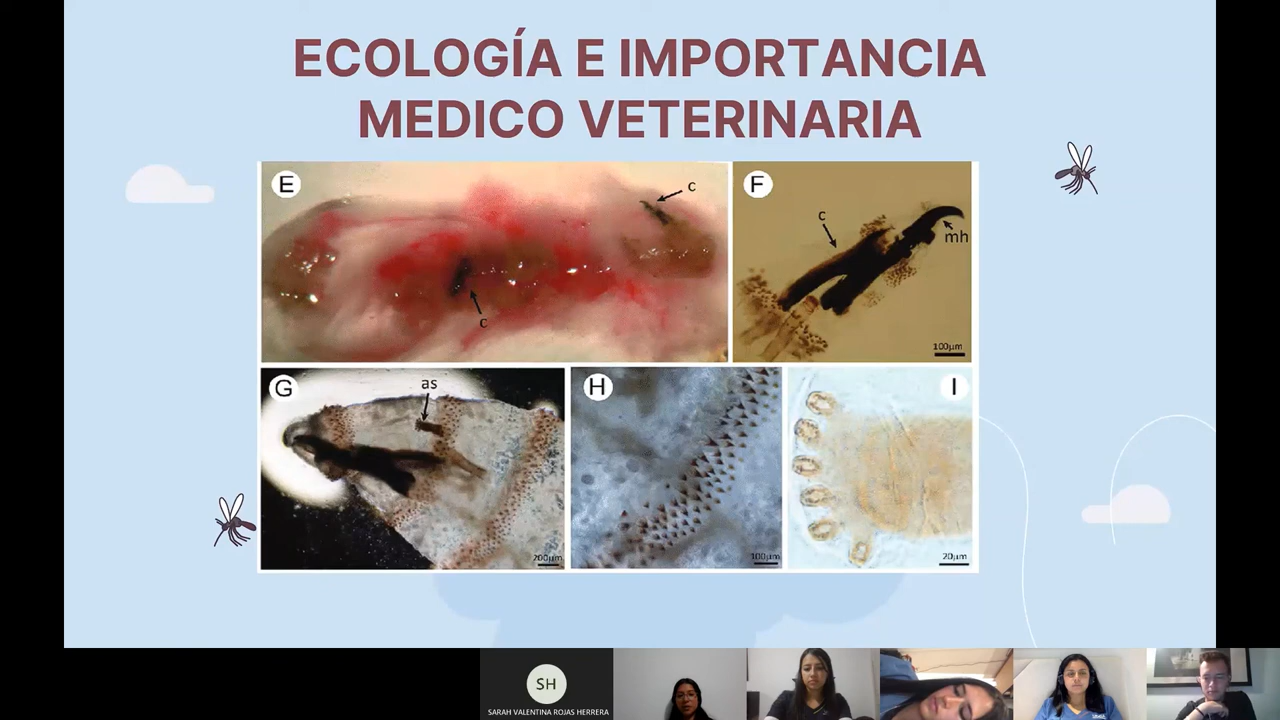 ECOLOGÍA E IMPORTANCIA
MEDICO VETERINARIA
E
c
c
F
c
mh
100µm
G
as
200µm
H
100µm
I
20µm
SH
SARAH VALENTINA ROJAS HERRERA